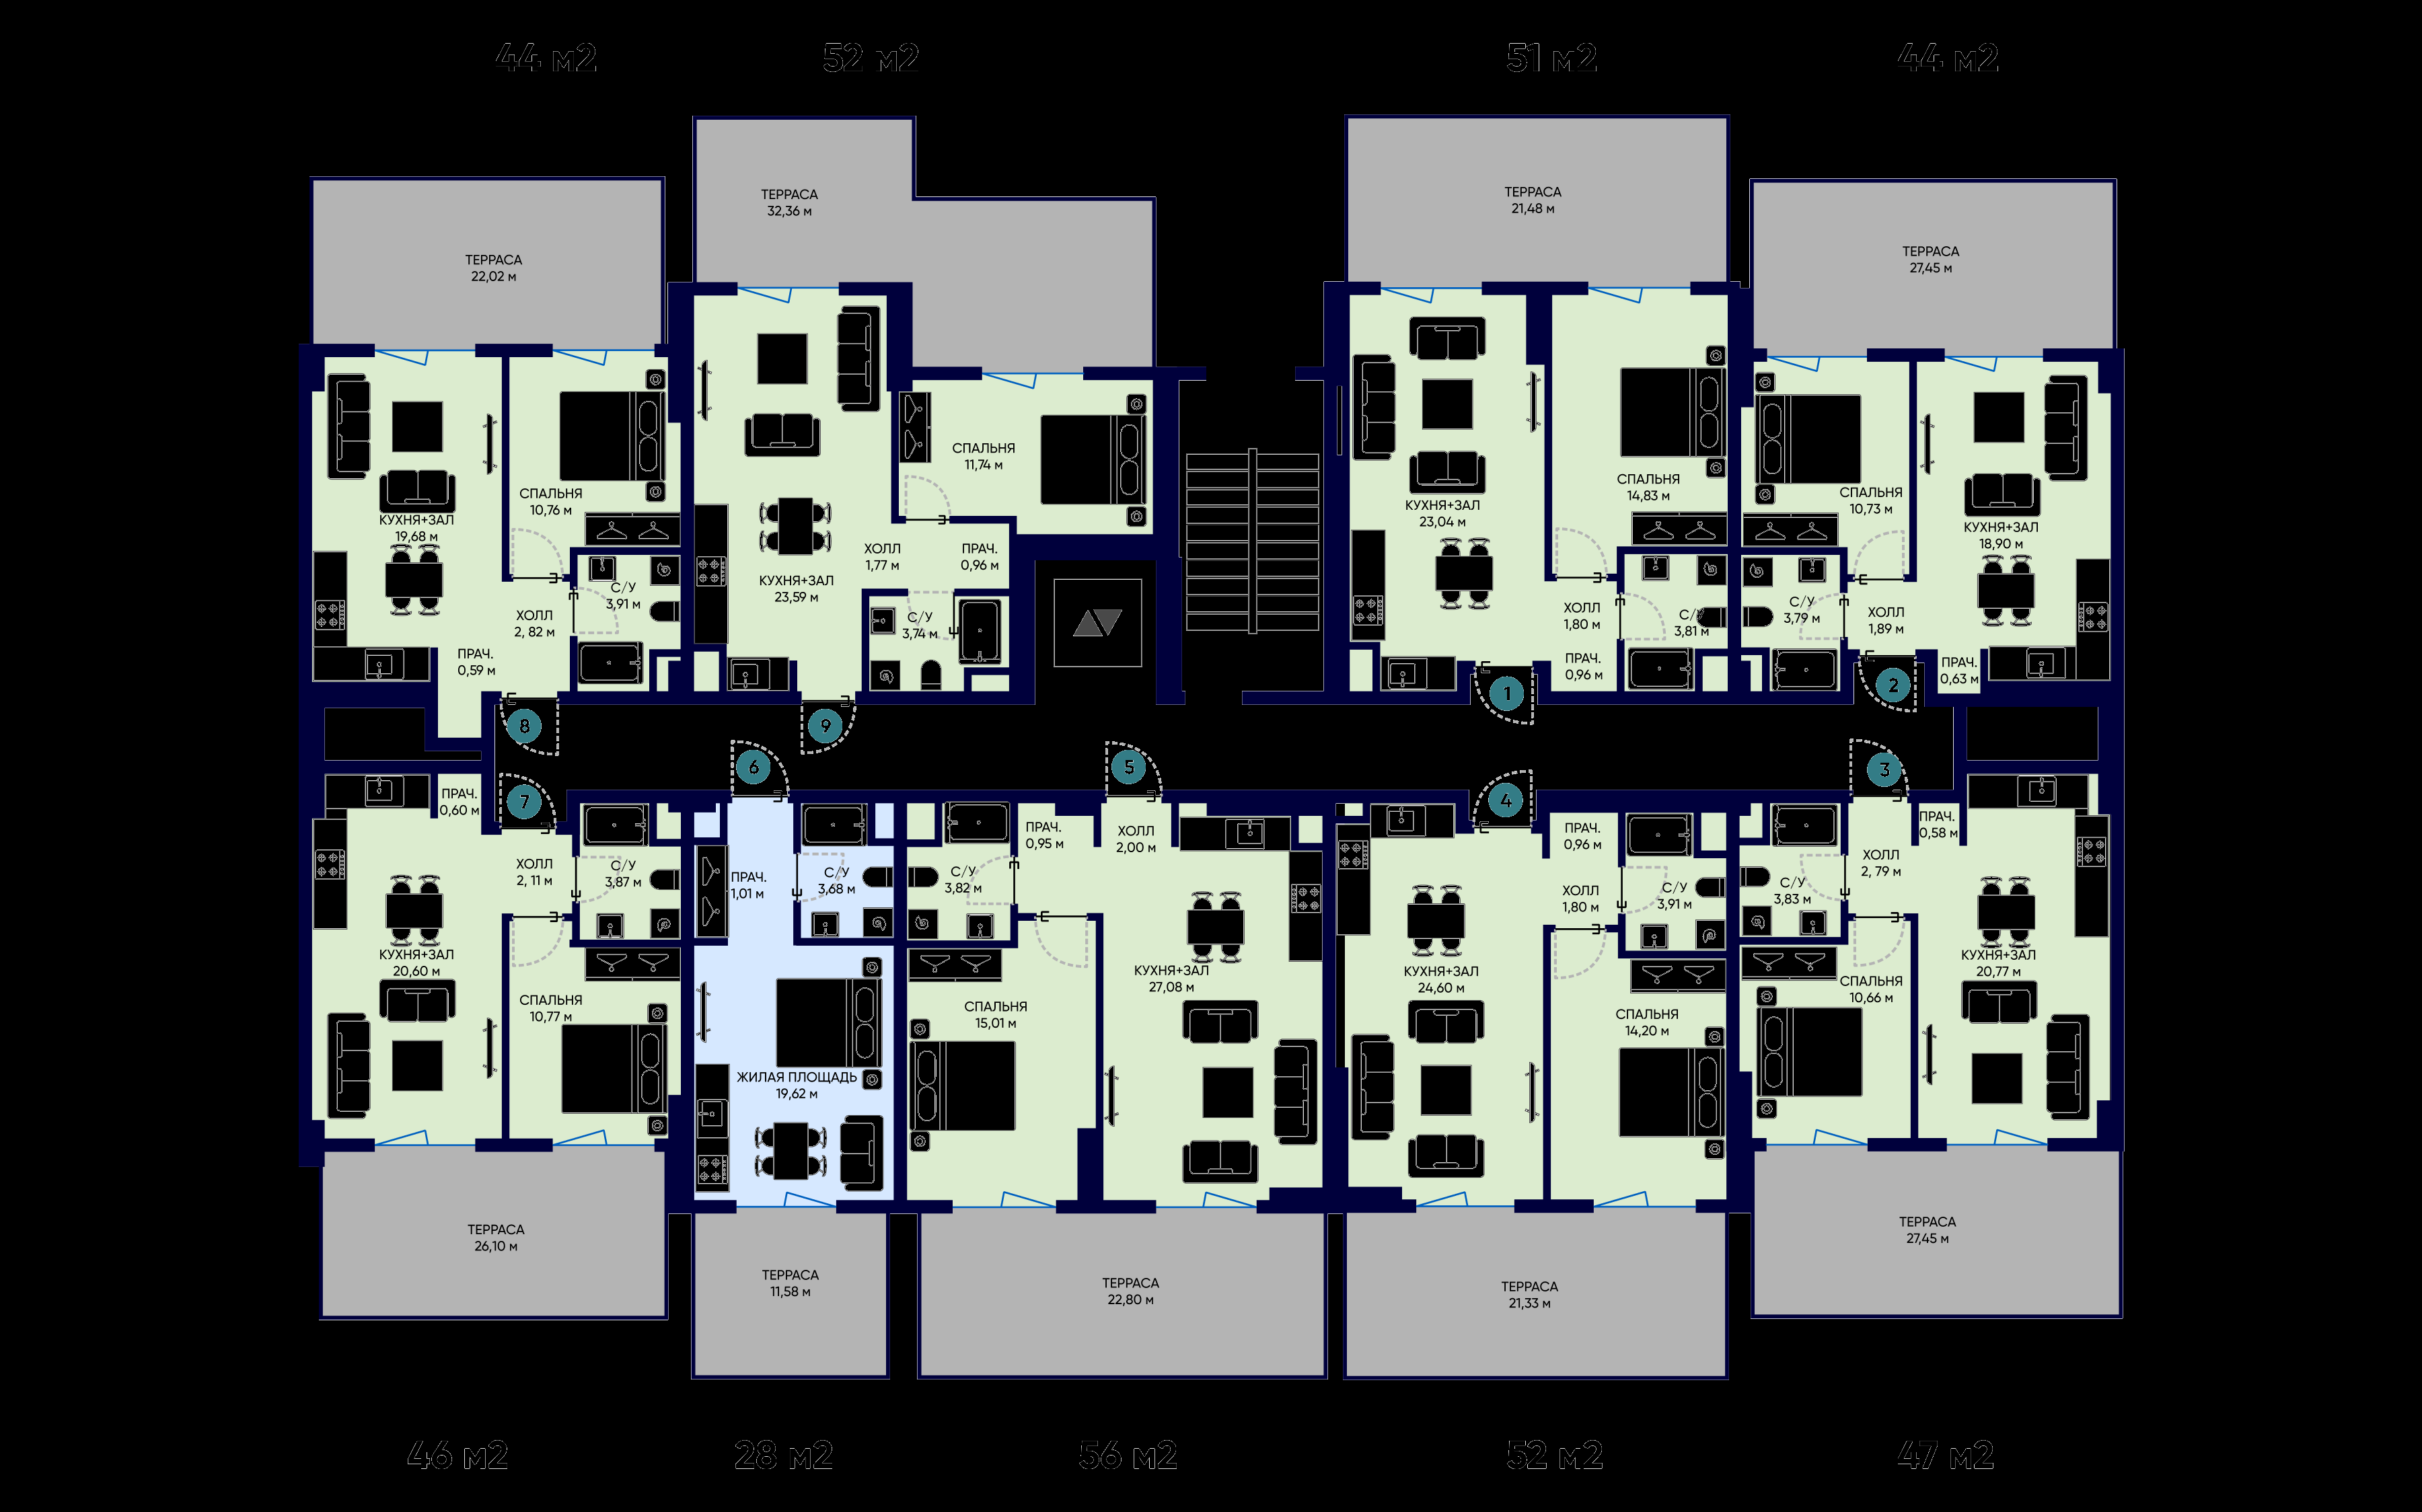 44 м2
52 м2
51 м2
44 м2
ТЕРРАСА
22,02 м
ТЕРРАСА
32,36 м
ТЕРРАСА
21,48 м
ТЕРРАСА
27,45 м
КУХНЯ+ЗАЛ
19,68 м
СПАЛЬНЯ
10,76 м
С/У
3,91 м
ХОЛЛ
2, 82 м
ПРАЧ.
0,59 м
8
КУХНЯ+ЗАЛ
23,59 м
СПАЛЬНЯ
11,74 м
ХОЛЛ
1,77 м
ПРАЧ.
0,96 м
С/У
3,74 м
9
КУХНЯ+ЗАЛ
23,04 м
СПАЛЬНЯ
14,83 м
ХОЛЛ
1,80 м
С/У
3,81 м
ПРАЧ.
0,96 м
1
СПАЛЬНЯ
10,73 м
КУХНЯ+ЗАЛ
18,90 м
С/У
3,79 м
ХОЛЛ
1,89 м
ПРАЧ.
0,63 м
2
7
ПРАЧ.
0,60 м
ХОЛЛ
2, 11 м
С/У
3,87 м
КУХНЯ+ЗАЛ
20,60 м
СПАЛЬНЯ
10,77 м
ТЕРРАСА
26,10 м
6
ПРАЧ.
1,01 м
С/У
3,68 м
ЖИЛАЯ ПЛОЩАДЬ
19,62 м
ТЕРРАСА
11,58 м
5
ПРАЧ.
0,95 м
ХОЛЛ
2,00 м
С/У
3,82 м
КУХНЯ+ЗАЛ
27,08 м
СПАЛЬНЯ
15,01 м
ТЕРРАСА
22,80 м
4
ПРАЧ.
0,96 м
ХОЛЛ
1,80 м
С/У
3,91 м
КУХНЯ+ЗАЛ
24,60 м
СПАЛЬНЯ
14,20 м
ТЕРРАСА
21,33 м
3
ПРАЧ.
0,58 м
ХОЛЛ
2, 79 м
С/У
3,83 м
КУХНЯ+ЗАЛ
20,77 м
СПАЛЬНЯ
10,66 м
ТЕРРАСА
27,45 м
46 м2
28 м2
56 м2
52 м2
47 м2